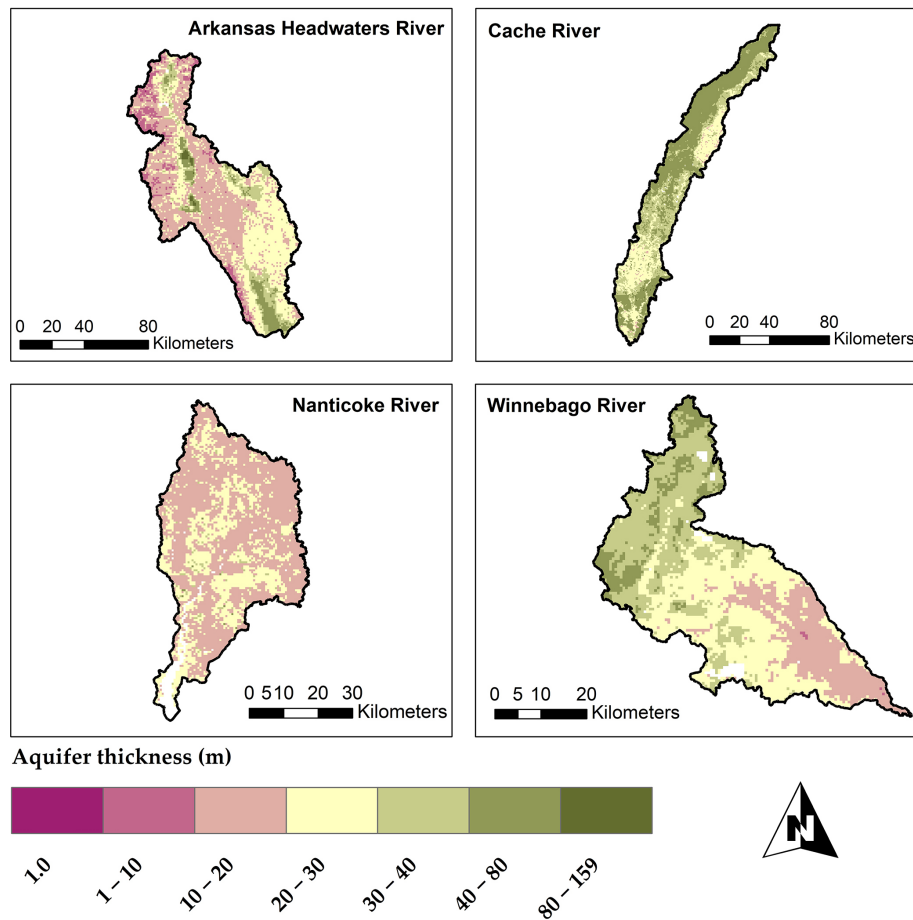 Arkansas Headwaters River
0 20 40 80
Kilometers
Cache River
0 20 40 80
Kilometers
Nanticoke River
0 510 20 30
Kilometers
Winnebago River
0 5 10 20
Kilometers
Aquifer thickness (m)
1.0
1 – 10
10 – 20
20 – 30
30 – 40
40 – 80
80 – 159
N